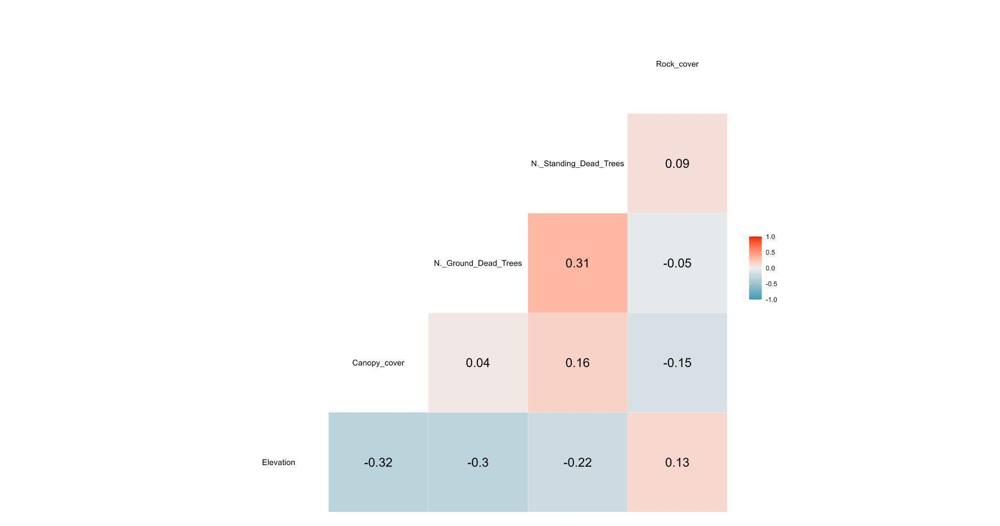 Rock_cover
N._Standing_Dead_Trees 0.09
N._Ground_Dead_Trees 0.31 -0.05
Canopy_cover 0.04 0.16 -0.15
Elevation -0.32 -0.3 -0.22 0.13
1.0
0.5
0.0
-0.5
-1.0